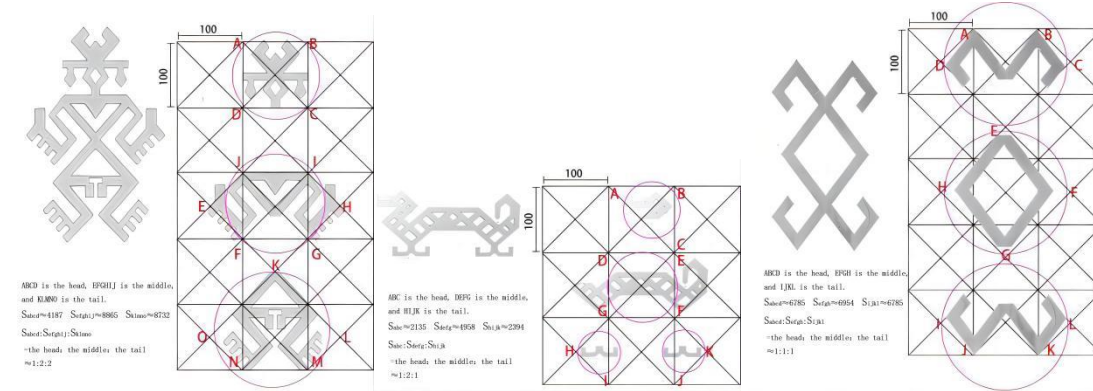 100
100
A
B
D
C
J
I
E
H
F
G
K
O
L
N
M
ABCD is the head, EFGHIJ is the middle,
and KLMNO is the tail.
Sabcd≈4187 Sefghij≈8865 Sklmno≈8732
Sabcd:Sefghij:Sklmno
=the head: the middle: the tail
≈1:2:2
100
100
A
B
C
D
E
G
F
H
K
I
J
ABC is the head, DEFG is the middle,
and HIJK is the tail.
Sabc≈2135 Sdefg≈4958 Shijk≈2394
Sabc:Sdefg:Shijk
=the head: the middle: the tail
≈1:2:1
100
100
A
B
D
C
E
H
F
G
I
L
J
K
ABCD is the head, EFGH is the middle,
and IJKL is the tail.
Sabcd≈6785 Sefgh≈6954 Sijkl≈6785
Sabcd:Sefgh:Sijkl
=the head: the middle: the tail
≈1:1:1